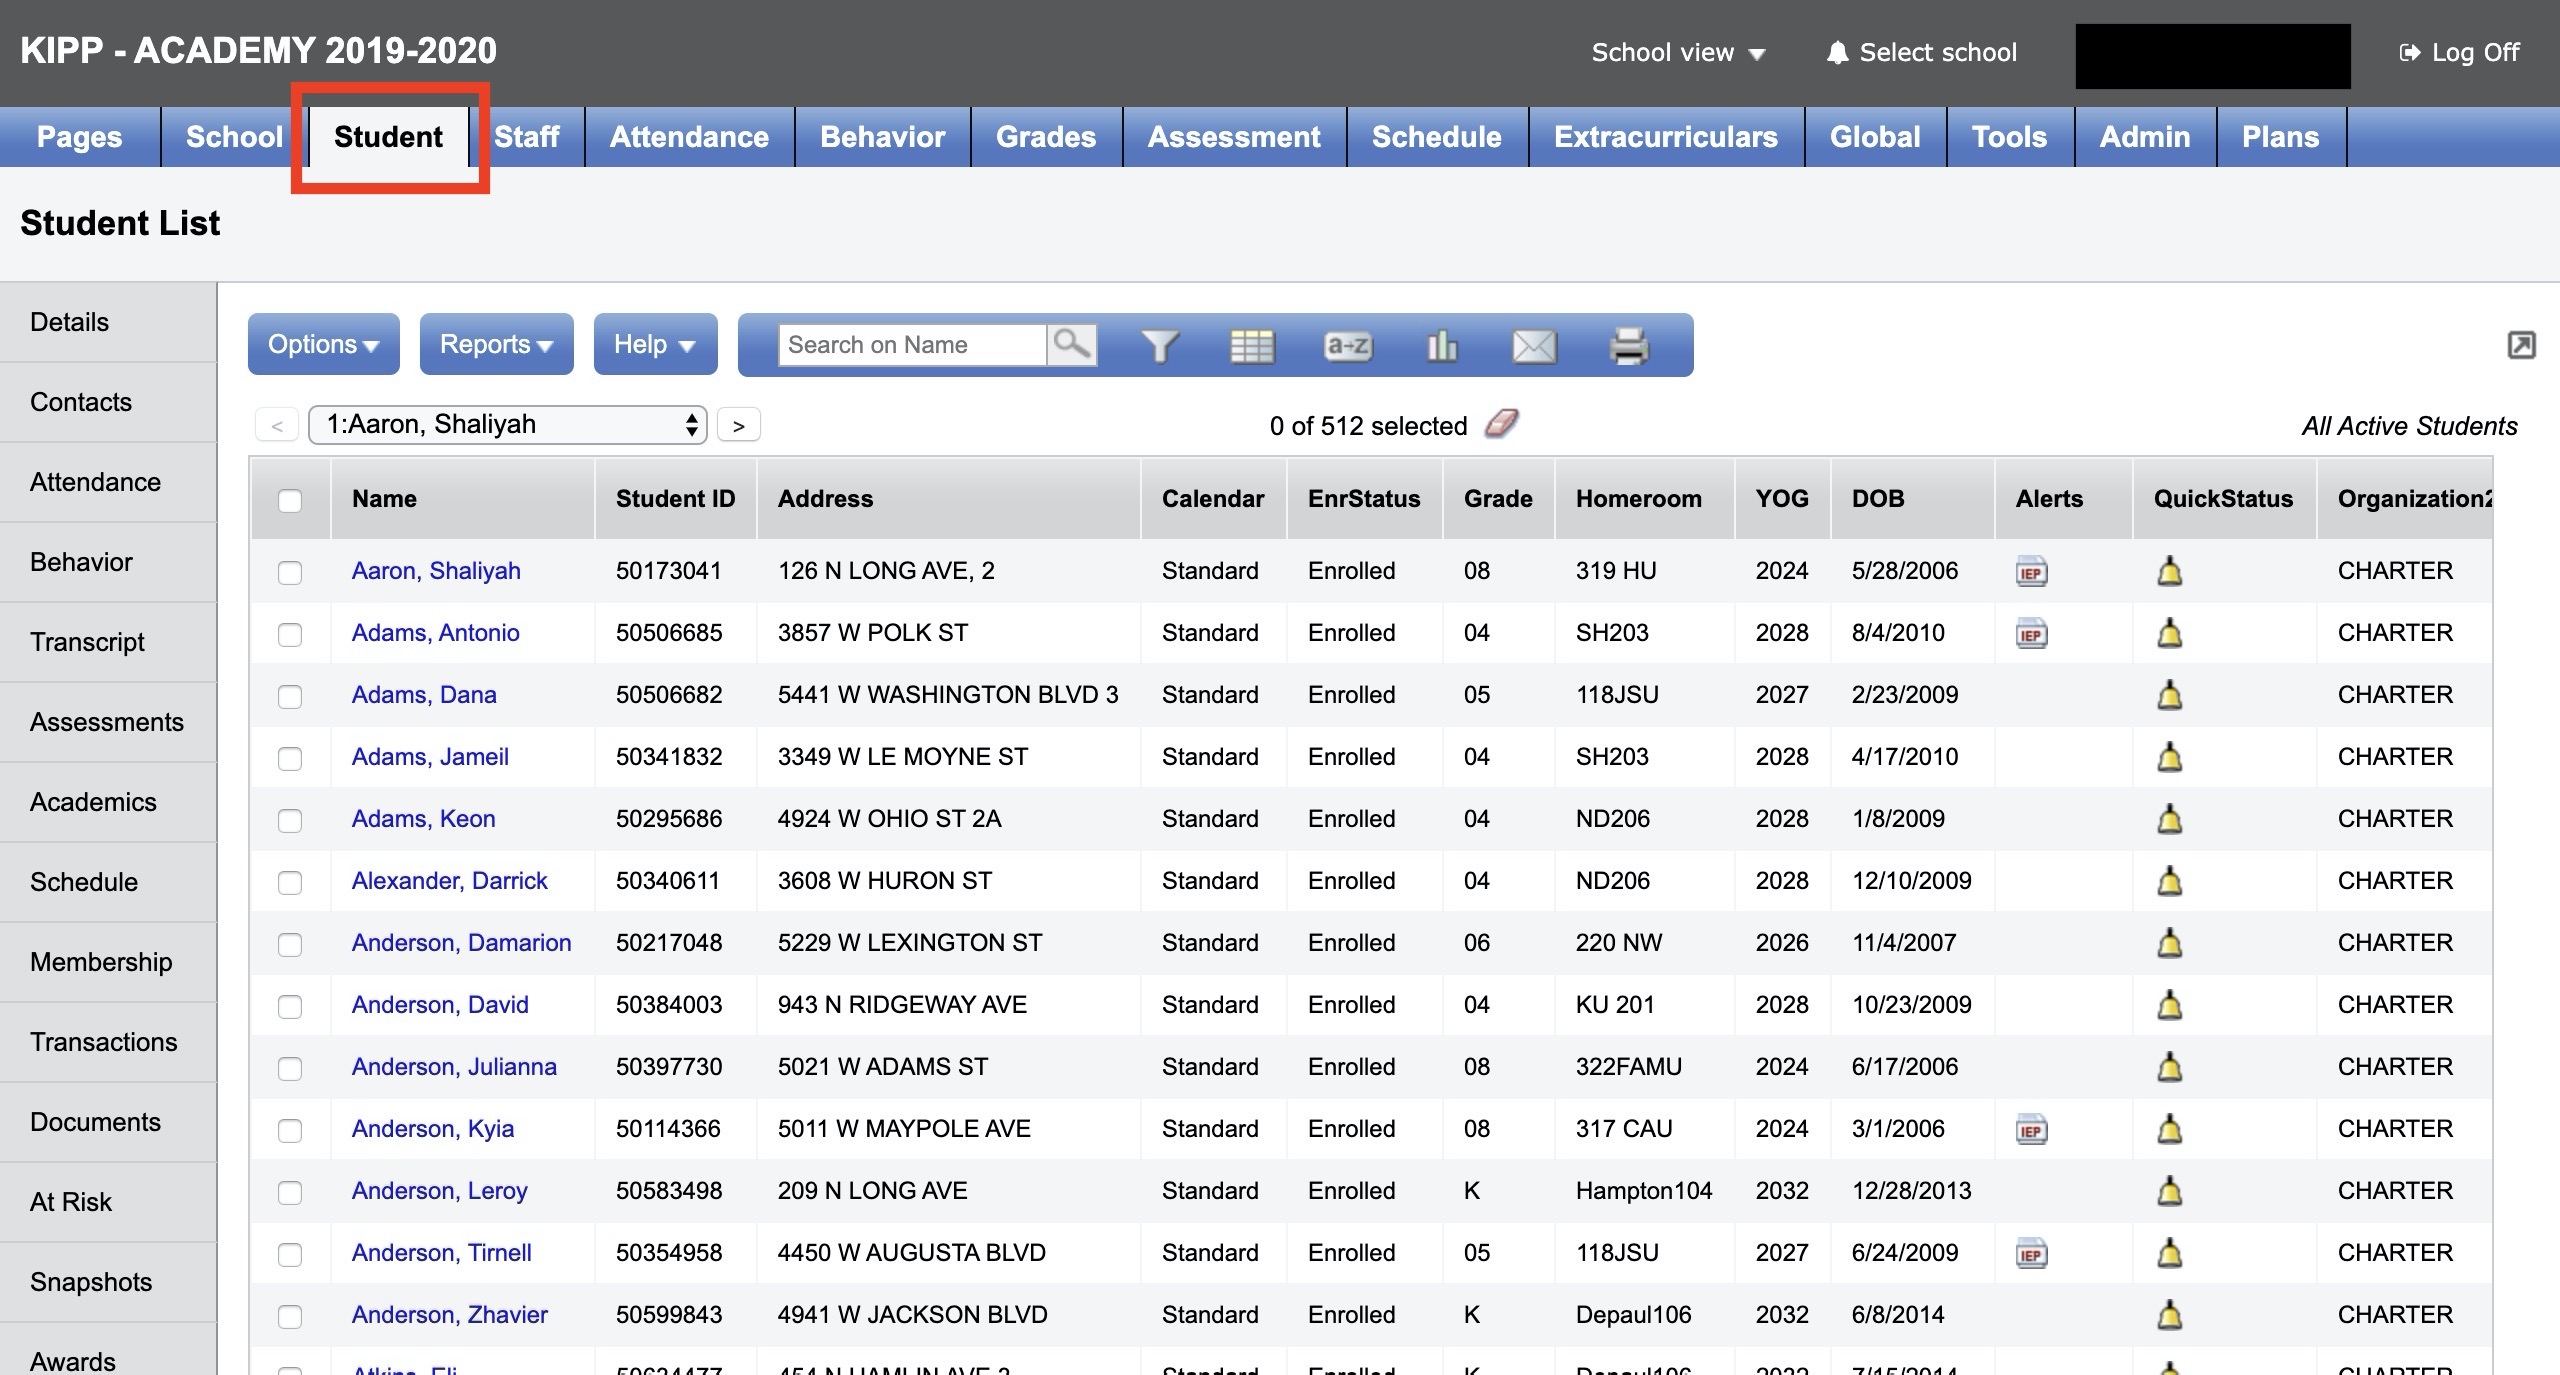 KIPP - ACADEMY 2019-2020
School view
Select school
Log Off
Pages School Student Staff Attendance Behavior Grades Assessment Schedule Extracurriculars Global Tools Admin Plans
Student List
Details
Contacts
Attendance
Behavior
Transcript
Assessments
Academics
Schedule
Membership
Transactions
Documents
At Risk
Snapshots
Awards
Options Reports Help Search on Name a→z
< 1:Aaron, Shaliyah > 0 of 512 selected All Active Students
Name Student ID Address Calendar EnrStatus Grade Homeroom YOG DOB Alerts QuickStatus Organization2
Aaron, Shaliyah 50173041 126 N LONG AVE, 2 Standard Enrolled 08 319 HU 2024 5/28/2006 IEP CHARTER
Adams, Antonio 50506685 3857 W POLK ST Standard Enrolled 04 SH203 2028 8/4/2010 IEP CHARTER
Adams, Dana 50506682 5441 W WASHINGTON BLVD 3 Standard Enrolled 05 118JSU 2027 2/23/2009 CHARTER
Adams, Jameil 50341832 3349 W LE MOYNE ST Standard Enrolled 04 SH203 2028 4/17/2010 CHARTER
Adams, Keon 50295686 4924 W OHIO ST 2A Standard Enrolled 04 ND206 2028 1/8/2009 CHARTER
Alexander, Darrick 50340611 3608 W HURON ST Standard Enrolled 04 ND206 2028 12/10/2009 CHARTER
Anderson, Damarion 50217048 5229 W LEXINGTON ST Standard Enrolled 06 220 NW 2026 11/4/2007 CHARTER
Anderson, David 50384003 943 N RIDGEWAY AVE Standard Enrolled 04 KU 201 2028 10/23/2009 CHARTER
Anderson, Julianna 50397730 5021 W ADAMS ST Standard Enrolled 08 322FAMU 2024 6/17/2006 CHARTER
Anderson, Kyia 50114366 5011 W MAYPOLE AVE Standard Enrolled 08 317 CAU 2024 3/1/2006 IEP CHARTER
Anderson, Leroy 50583498 209 N LONG AVE Standard Enrolled K Hampton104 2032 12/28/2013 CHARTER
Anderson, Tirnell 50354958 4450 W AUGUSTA BLVD Standard Enrolled 05 118JSU 2027 6/24/2009 IEP CHARTER
Anderson, Zhavier 50599843 4941 W JACKSON BLVD Standard Enrolled K Depaul106 2032 6/8/2014 CHARTER
Standard Enrolled K Depaul106 2032 CHARTER